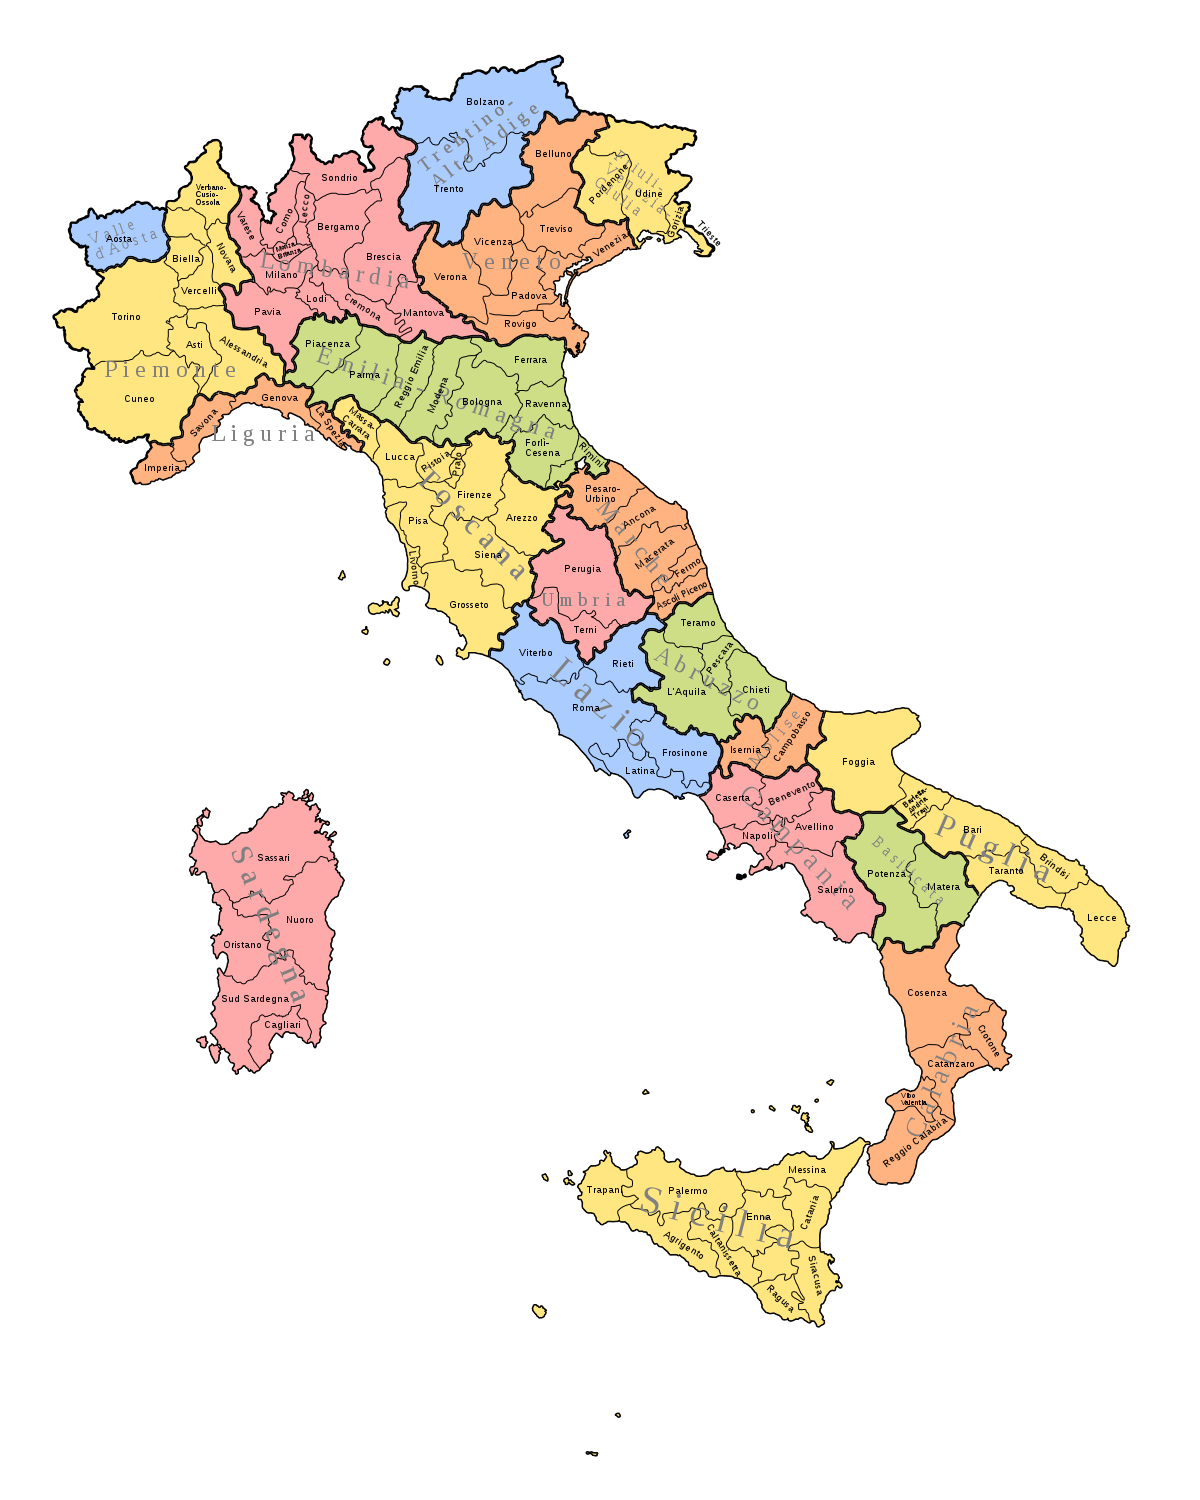 Bolzano
Trentino-
Alto Adige
Trento
Belluno
Friuli-
Venezia-
Giulia
Pordenone
Udine
Gorizia
Trieste
Verbano-
Cusio-
Ossola
Sondrio
Varese
Como
Lecco
Bergamo
Monza
Brianza
Brescia
Lombardia
Milano
Lodi
Cremona
Pavia
Mantova
Valle
d'Aosta
Aosta
Biella
Novara
Vercelli
Torino
Asti
Alessandria
Piemonte
Cuneo
Vicenza
Treviso
Venezia
Veneto
Verona
Padova
Rovigo
Piacenza
Parma
Reggio Emilia
Modena
Emilia - Romagna
Bologna
Ferrara
Ravenna
Forlì-
Cesena
Rimini
Genova
Savona
La Spezia
Liguria
Imperia
Massa-
Carrara
Lucca
Pistoia
Prato
Firenze
Toscana
Pisa
Arezzo
Livorno
Siena
Grosseto
Pesaro-
Urbino
Ancona
Marche
Macerata
Fermo
Ascoli Piceno
Perugia
Umbria
Terni
Viterbo
Rieti
Lazio
Roma
Frosinone
Latina
Teramo
Pescara
Abruzzo
L'Aquila
Chieti
Isernia
Molise
Campobasso
Foggia
Barletta-
Andria
Trani
Bari
Puglia
Taranto
Brindisi
Lecce
Caserta
Benevento
Campania
Napoli
Avellino
Salerno
Basilicata
Potenza
Matera
Sassari
Sardegna
Nuoro
Oristano
Sud Sardegna
Cagliari
Cosenza
Crotone
Calabria
Catanzaro
Vibo
Valentia
Reggio Calabria
Messina
Trapani
Palermo
Sicilia
Enna
Catania
Agrigento
Caltanissetta
Siracusa
Ragusa